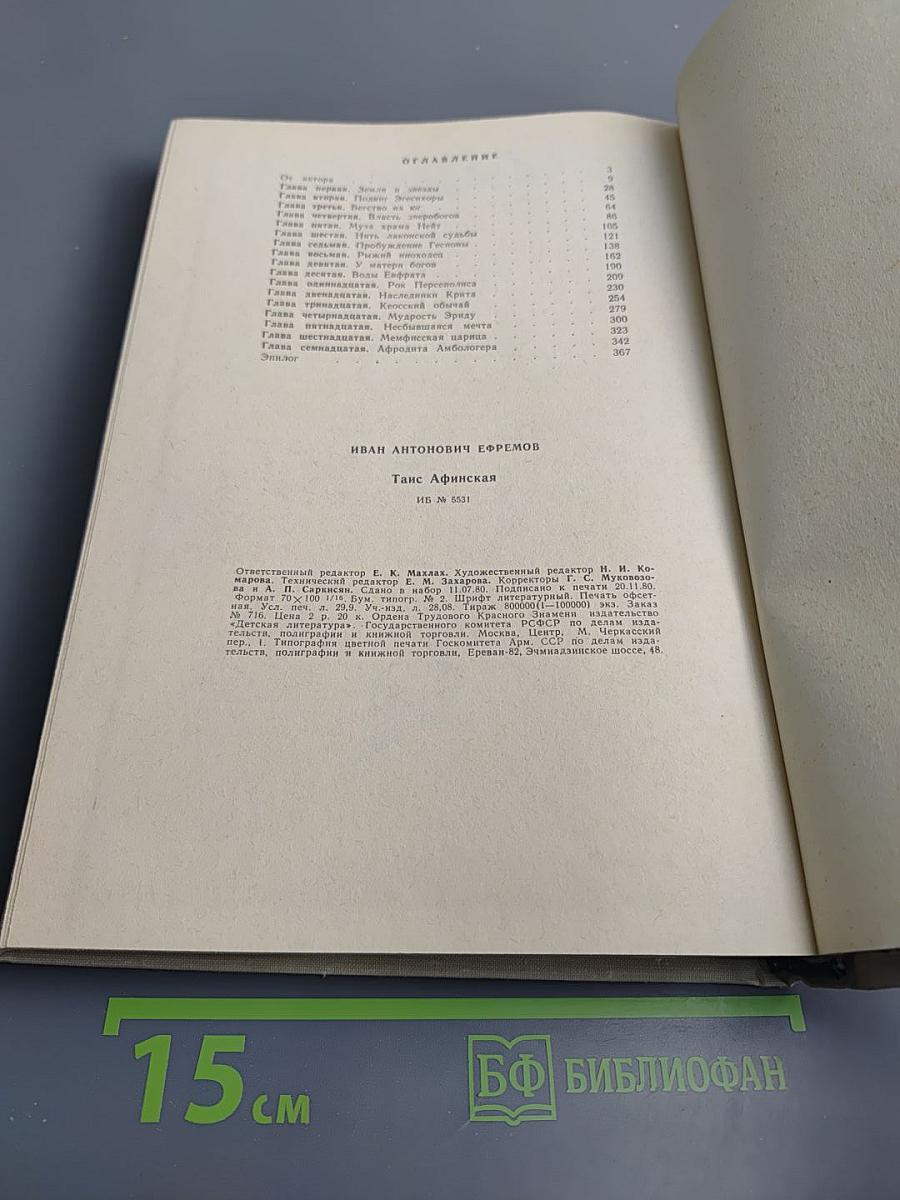 ОГЛАВЛЕНИЕ
От автора . . . . . . . . . . 3
Глава первая. Земля и звезды . . . . . . . . 9
Глава вторая. Подвиг Эгесихоры . . . . . . . . 28
Глава третья. Бегство на юг . . . . . . . . 45
Глава четвертая. Власть зверобогов . . . . . . . 64
Глава пятая. Муза храма Нейт . . . . . . . 86
Глава шестая. Нить лаконской судьбы . . . . . . . 105
Глава седьмая. Пробуждение Гесионы . . . . . . . 121
Глава восьмая. Рыжий иноходец . . . . . . . 138
Глава девятая. У матери богов . . . . . . . 162
Глава десятая. Воды Евфрата . . . . . . . 190
Глава одиннадцатая. Рок Персеполиса . . . . . . 209
Глава двенадцатая. Наследники Крита . . . . . . 230
Глава тринадцатая. Кеосский обычай . . . . . . 254
Глава четырнадцатая. Мудрость Эриду . . . . . . 279
Глава пятнадцатая. Несбывшаяся мечта . . . . . . 300
Глава шестнадцатая. Мемфисская царица . . . . . . 323
Глава семнадцатая. Афродита Амбологера . . . . . . 342
Эпилог . . . . . . . . . . 367
ИВАН АНТОНОВИЧ ЕФРЕМОВ
Таис Афинская
ИБ № 5531
Ответственный редактор Е. К. Махлах. Художественный редактор Н. И. Ко-
марова. Технический редактор Е. М. Захарова. Корректоры Г. С. Муковозо-
ва и А. П. Саркисян. Сдано в набор 11.07.80. Подписано к печати 20.11.80.
Формат 70×100 1/16. Бум. типогр. № 2. Шрифт литературный. Печать офсет-
ная. Усл. печ. л. 29,9. Уч.-изд. л. 28,08. Тираж 800000(1—100000) экз. Заказ
№ 716. Цена 2 р. 20 к. Ордена Трудового Красного Знамени издательство
«Детская литература». Государственного комитета РСФСР по делам изда-
тельств, полиграфии и книжной торговли. Москва, Центр, М. Черкасский
пер., 1. Типография цветной печати Госкомитета Арм. ССР по делам изда-
тельств, полиграфии и книжной торговли, Ереван-82, Эчмиадзинское шоссе, 48.
15 см
БФ БИБЛИОФАН